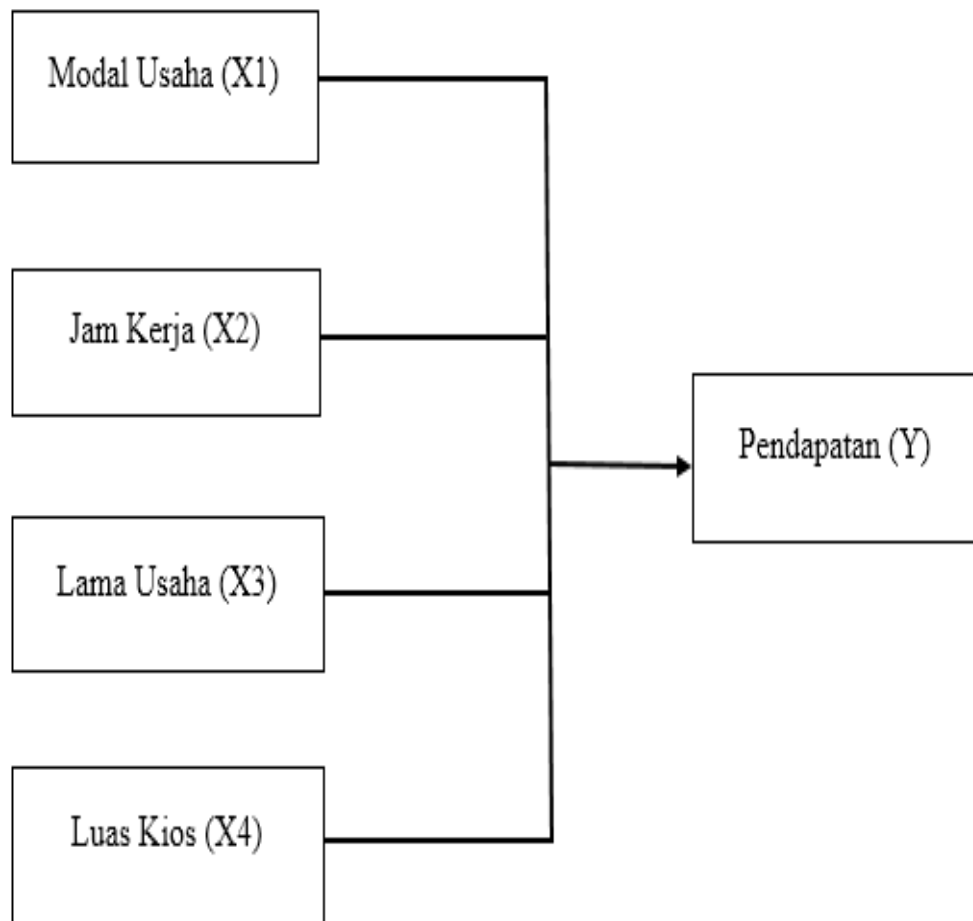 Modal Usaha (X1)
Jam Kerja (X2)
Pendapatan (Y)
Lama Usaha (X3)
Luas Kios (X4)